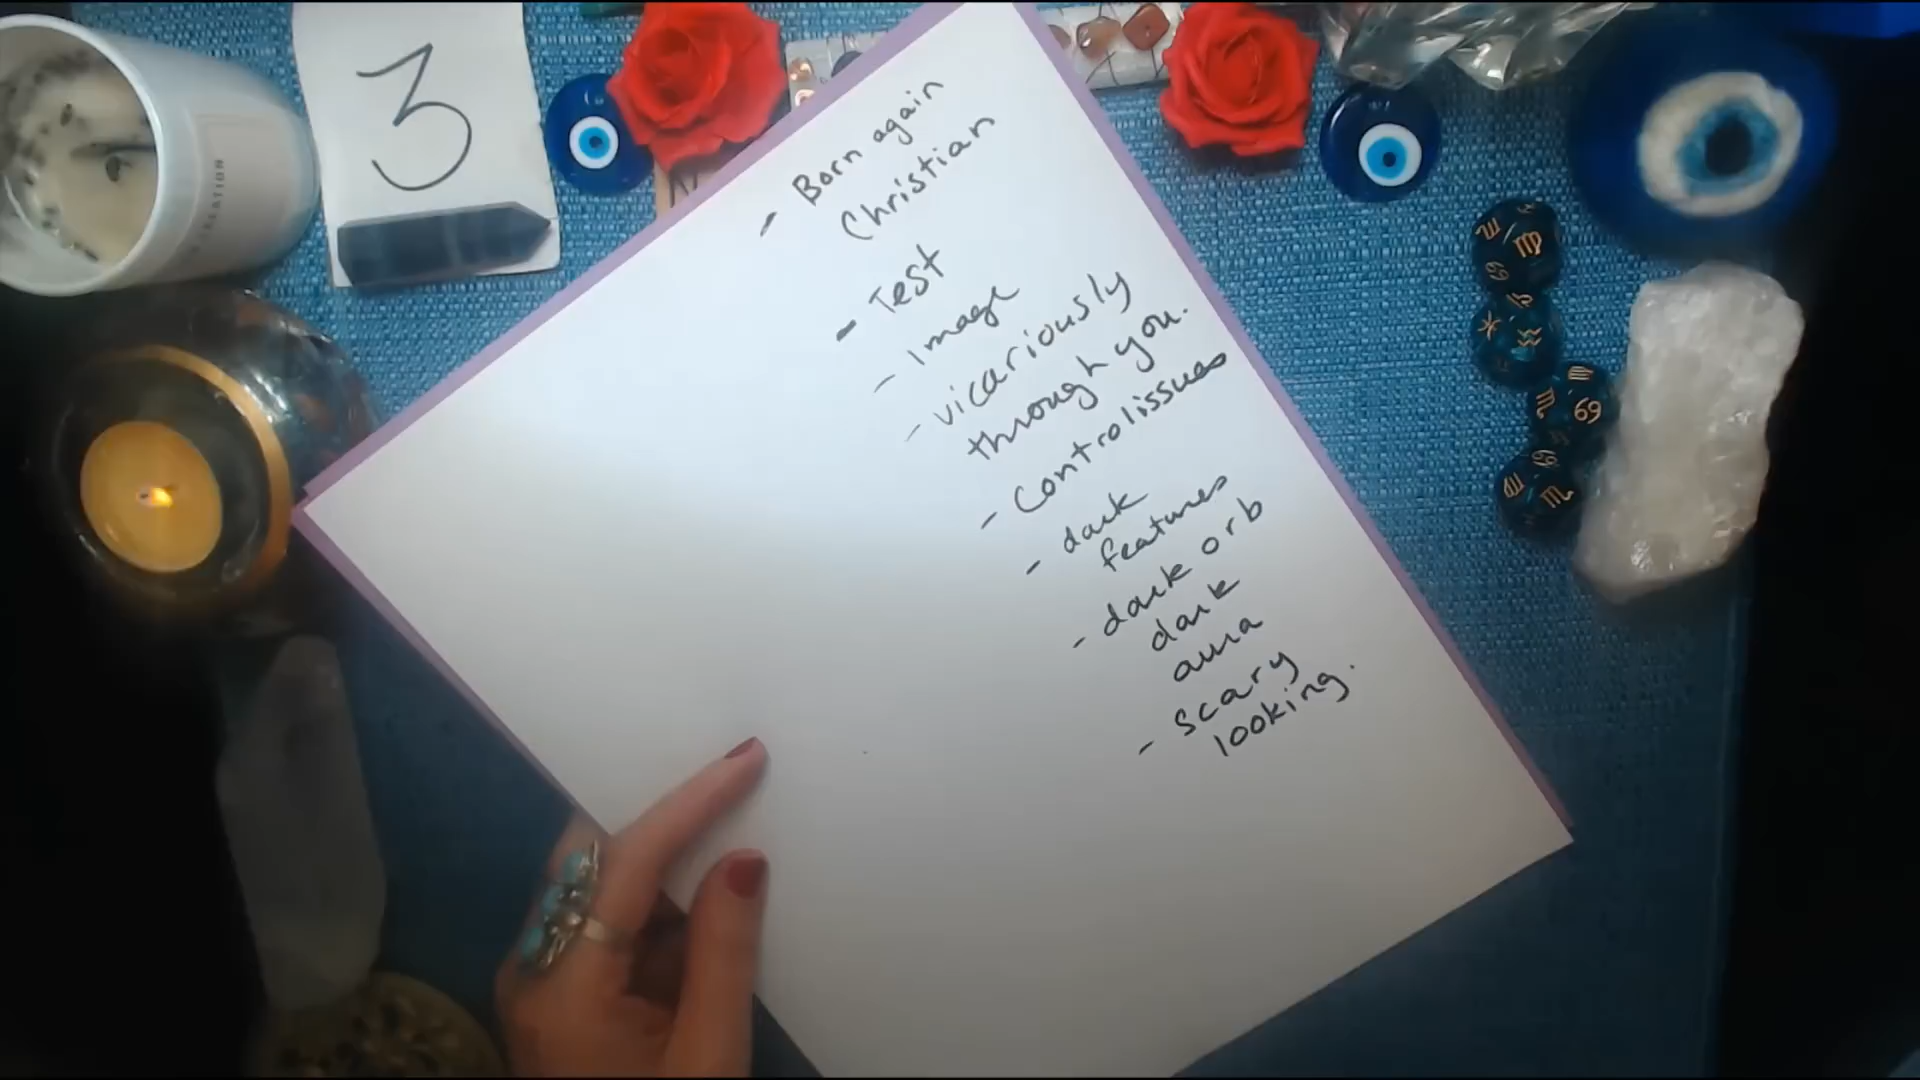 3
- Born again
Christian
- Test
- Image
- vicariously
through you.
- Control issues
- dark
features
- dark orb
dark
aura
- scary
looking.